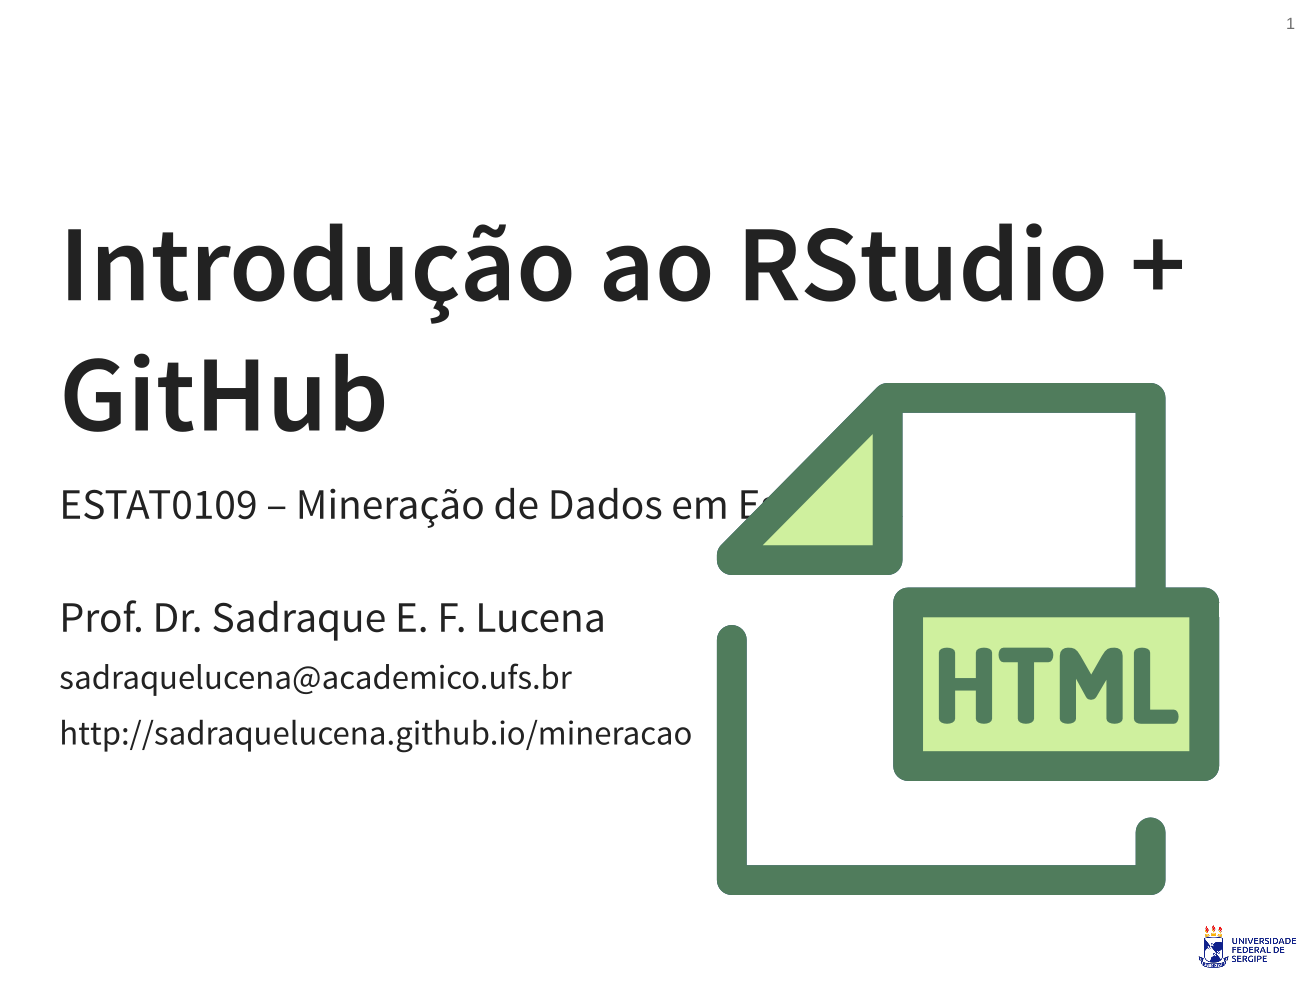 1
Introdução ao RStudio +
GitHub
ESTAT0109 – Mineração de Dados em
Prof. Dr. Sadraque E. F. Lucena
sadraquelucena@academico.ufs.br
http://sadraquelucena.github.io/mineracao
HTML
UNIVERSIDADE
FEDERAL DE
SERGIPE